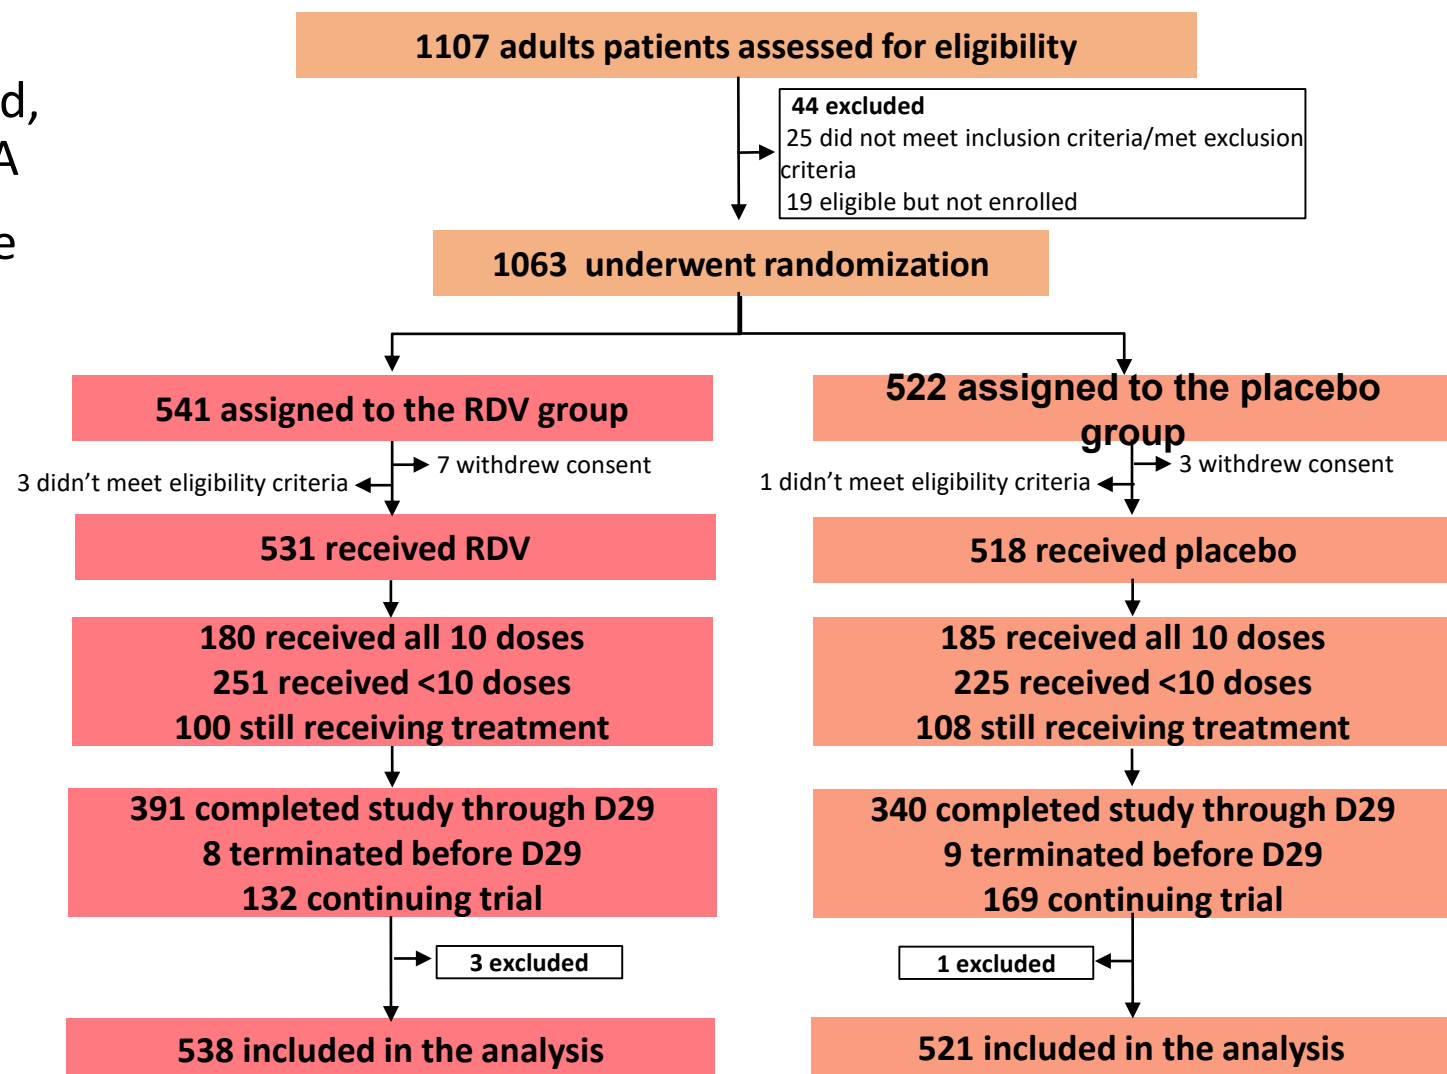 1107 adults patients assessed for eligibility
d,
A
e
44 excluded
25 did not meet inclusion criteria/met exclusion
criteria
19 eligible but not enrolled
1063 underwent randomization
541 assigned to the RDV group
7 withdrew consent
3 didn’t meet eligibility criteria
531 received RDV
180 received all 10 doses
251 received <10 doses
100 still receiving treatment
391 completed study through D29
8 terminated before D29
132 continuing trial
3 excluded
538 included in the analysis
522 assigned to the placebo
group
3 withdrew consent
1 didn’t meet eligibility criteria
518 received placebo
185 received all 10 doses
225 received <10 doses
108 still receiving treatment
340 completed study through D29
9 terminated before D29
169 continuing trial
1 excluded
521 included in the analysis